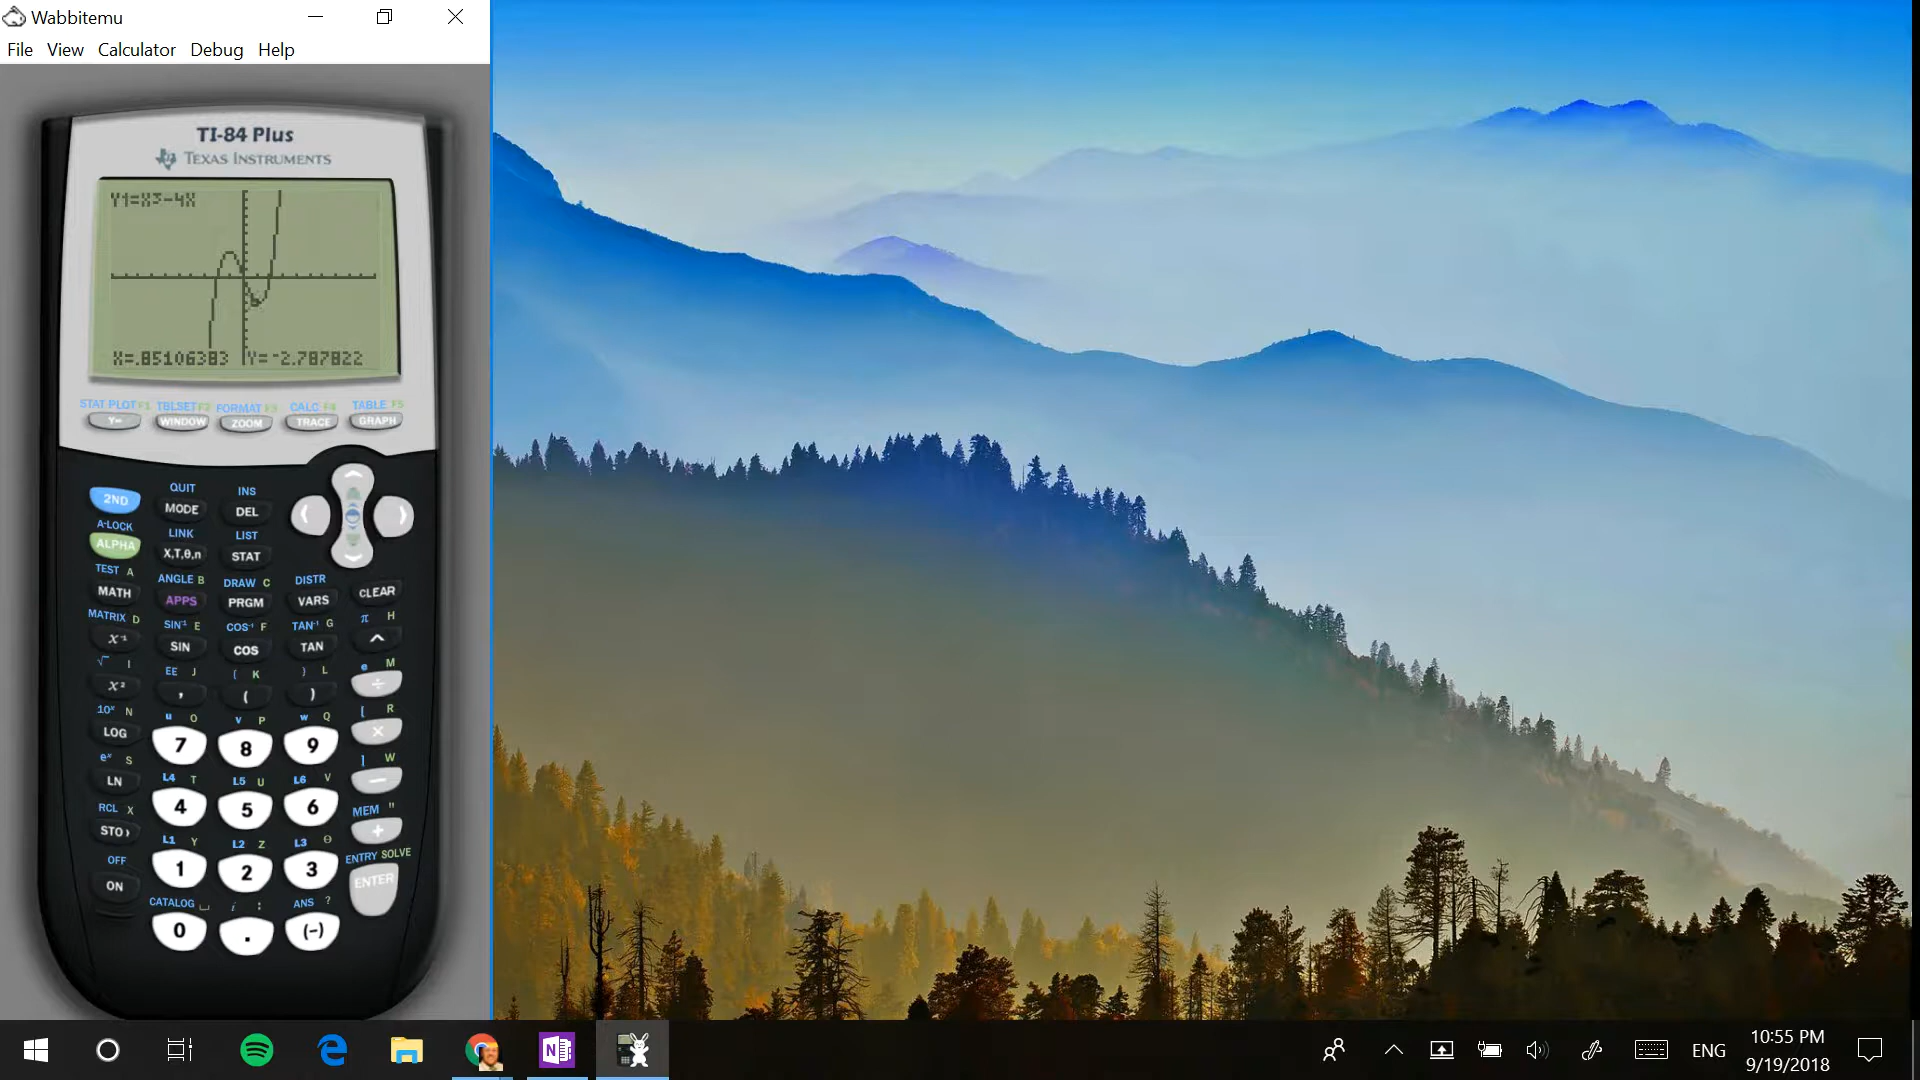 Wabbitemu
File View Calculator Debug Help
TI-84 Plus
TEXAS INSTRUMENTS
Y1=X³-4X
X=.85106383 Y=-2.787822
STAT PLOT F1 TBLSET F2 FORMAT F3 CALC F4 TABLE F5
Y= WINDOW ZOOM TRACE GRAPH
QUIT INS
2ND MODE DEL
A-LOCK LINK LIST
ALPHA X,T,θ,n STAT
TEST A ANGLE B DRAW C DISTR
MATH APPS PRGM VARS CLEAR
MATRIX D SIN⁻¹ E COS⁻¹ F TAN⁻¹ G π H
x⁻¹ SIN COS TAN ^
√ I EE J { K } L e M
x² , ( ) ÷
10ˣ N u O v P w Q [ R
LOG 7 8 9 ×
eˣ S L4 T L5 U L6 V ] W
LN 4 5 6 −
RCL X L1 Y L2 Z L3 θ MEM "
STO› 1 2 3 +
OFF CATALOG ⎵ i : ANS ? ENTRY SOLVE
ON 0 . (-) ENTER
N
ENG
10:55 PM
9/19/2018